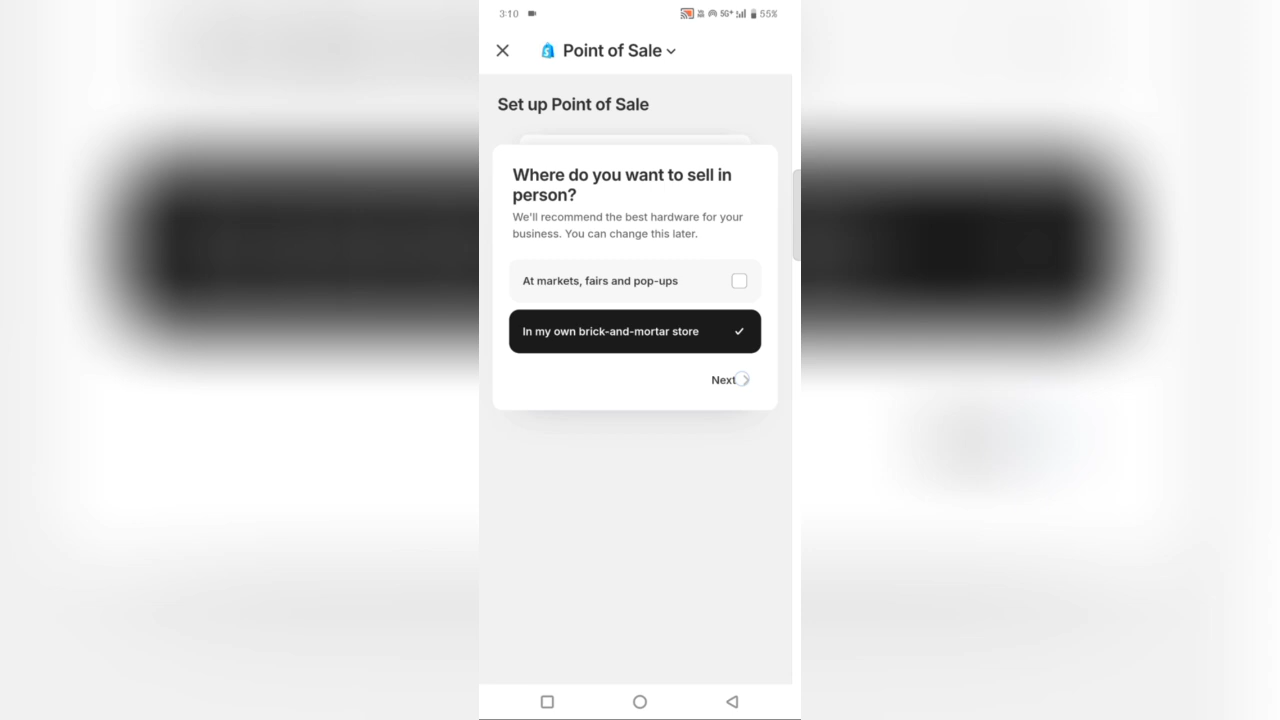 3:10 5G+ 55%
Point of Sale
Set up Point of Sale
Where do you want to sell in
person?
We'll recommend the best hardware for your
business. You can change this later.
At markets, fairs and pop-ups
In my own brick-and-mortar store
Next